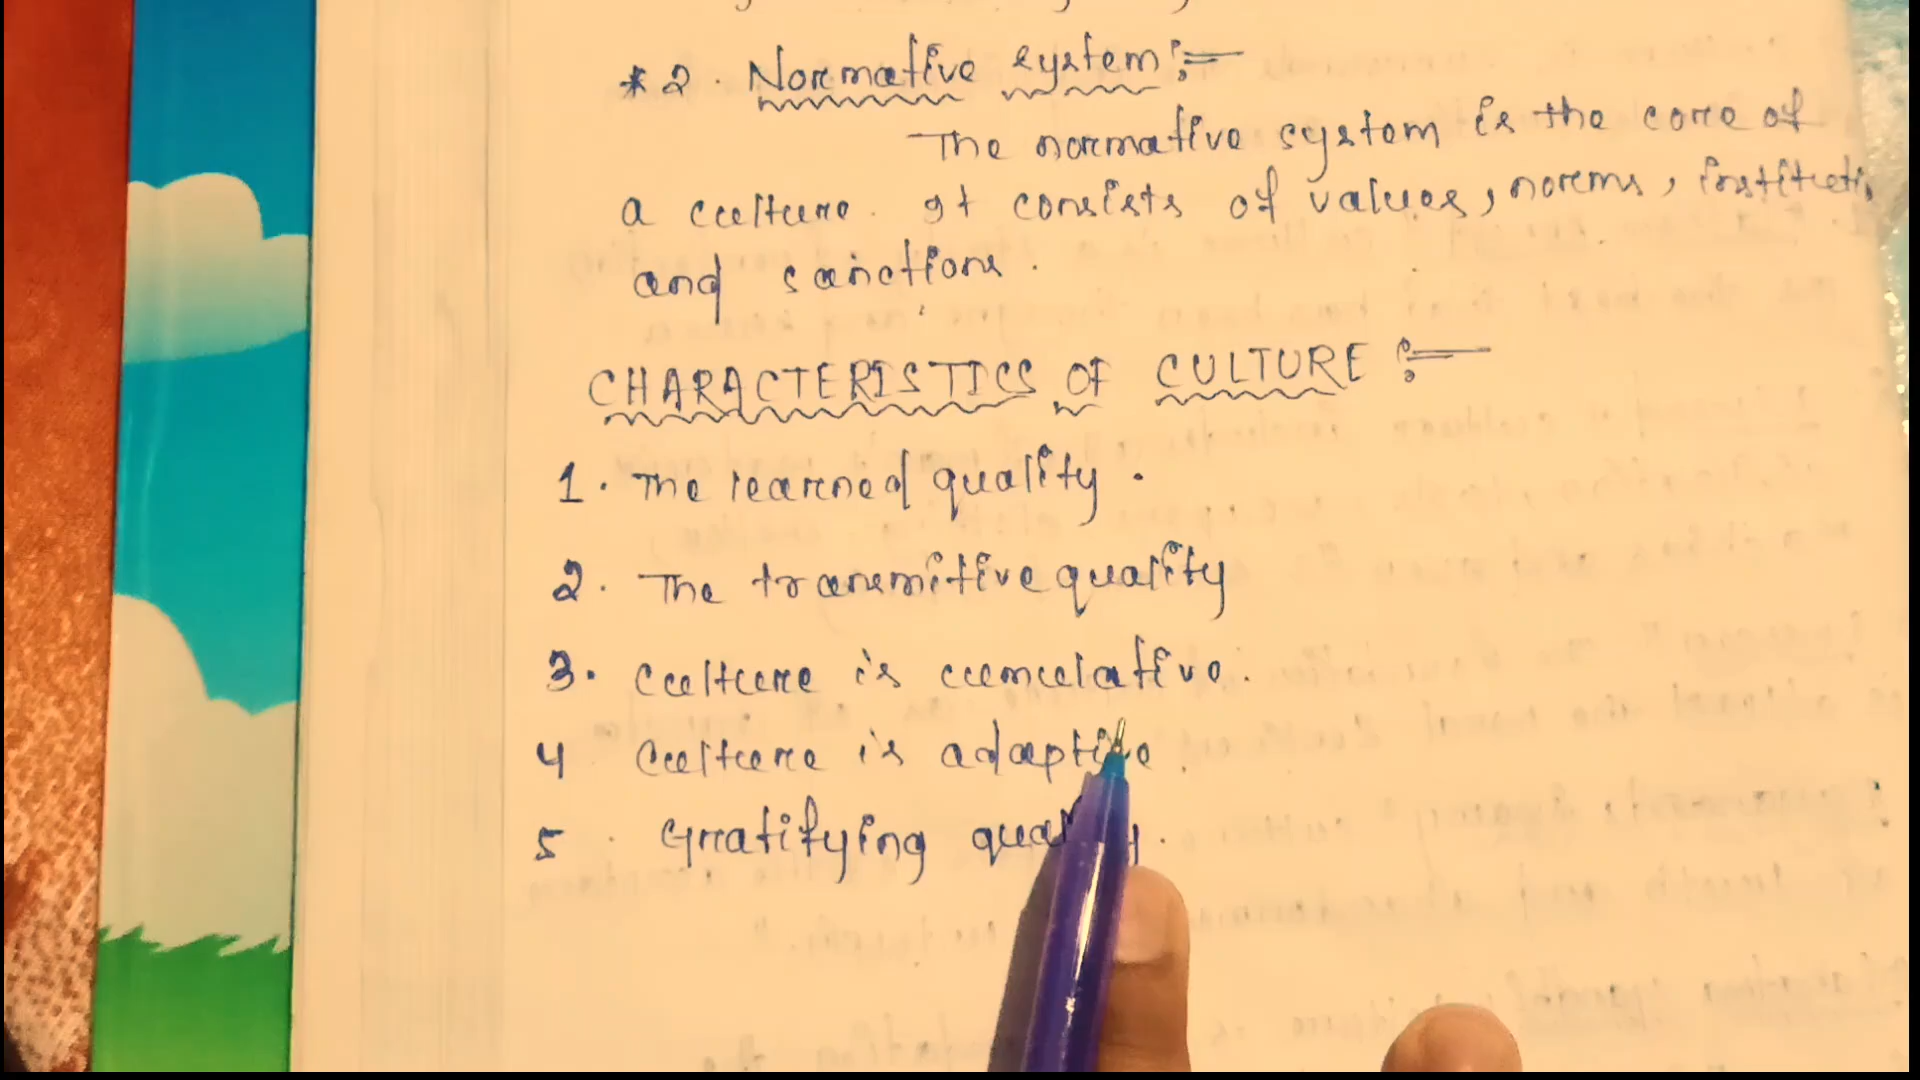 *2. Normative system :-
The normative system is the core of
a culture. It consists of values, norms,
and sanctions.
CHARACTERISTICS OF CULTURE :-
1. The learned quality.
2. The transmitive quality
3. Culture is cumulative.
4 Culture is adaptive.
5. Gratifying quality.